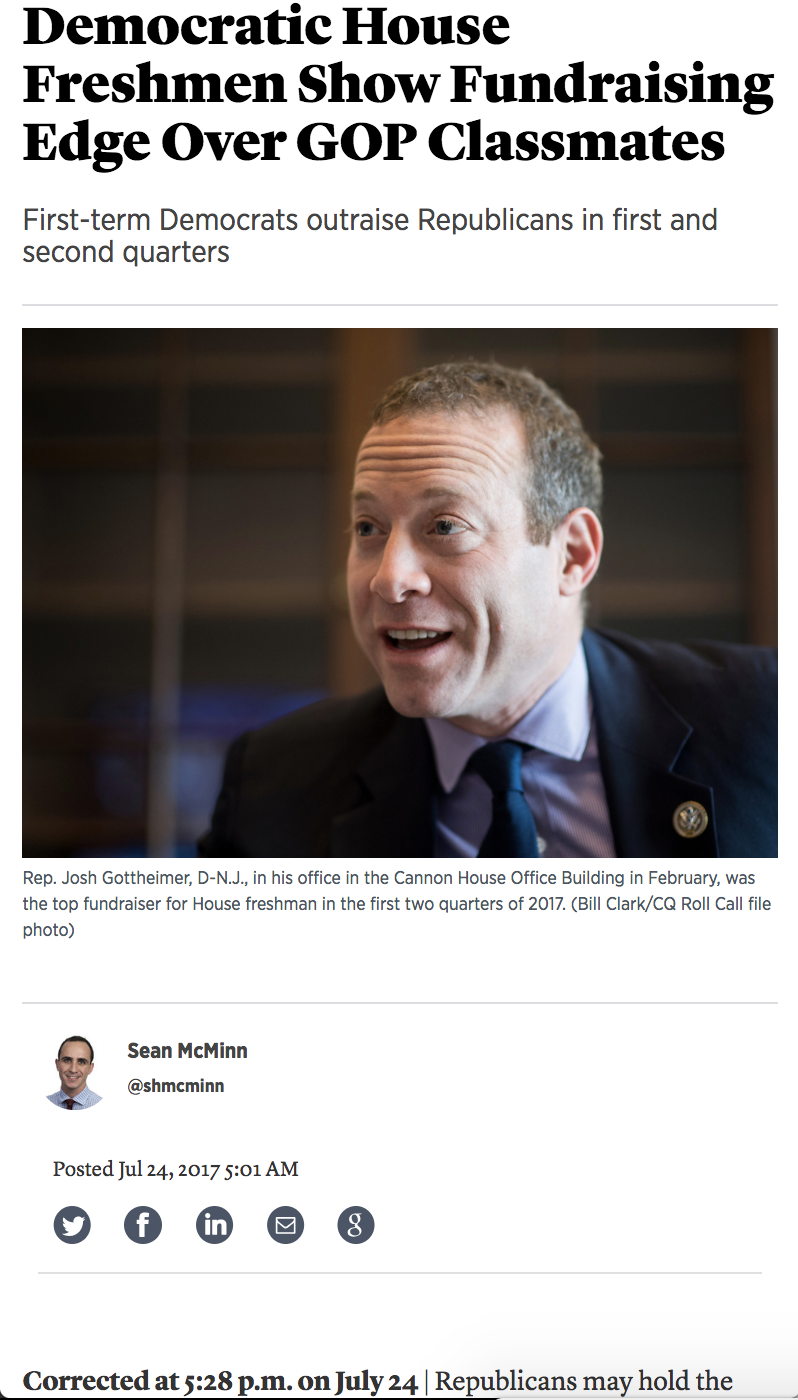 Democratic House
Freshmen Show Fundraising
Edge Over GOP Classmates
First-term Democrats outraise Republicans in first and
second quarters
Rep. Josh Gottheimer, D-N.J., in his office in the Cannon House Office Building in February, was
the top fundraiser for House freshman in the first two quarters of 2017. (Bill Clark/CQ Roll Call file
photo)
Sean McMinn
@shmcminn
Posted Jul 24, 2017 5:01 AM
Corrected at 5:28 p.m. on July 24 | Republicans may hold the